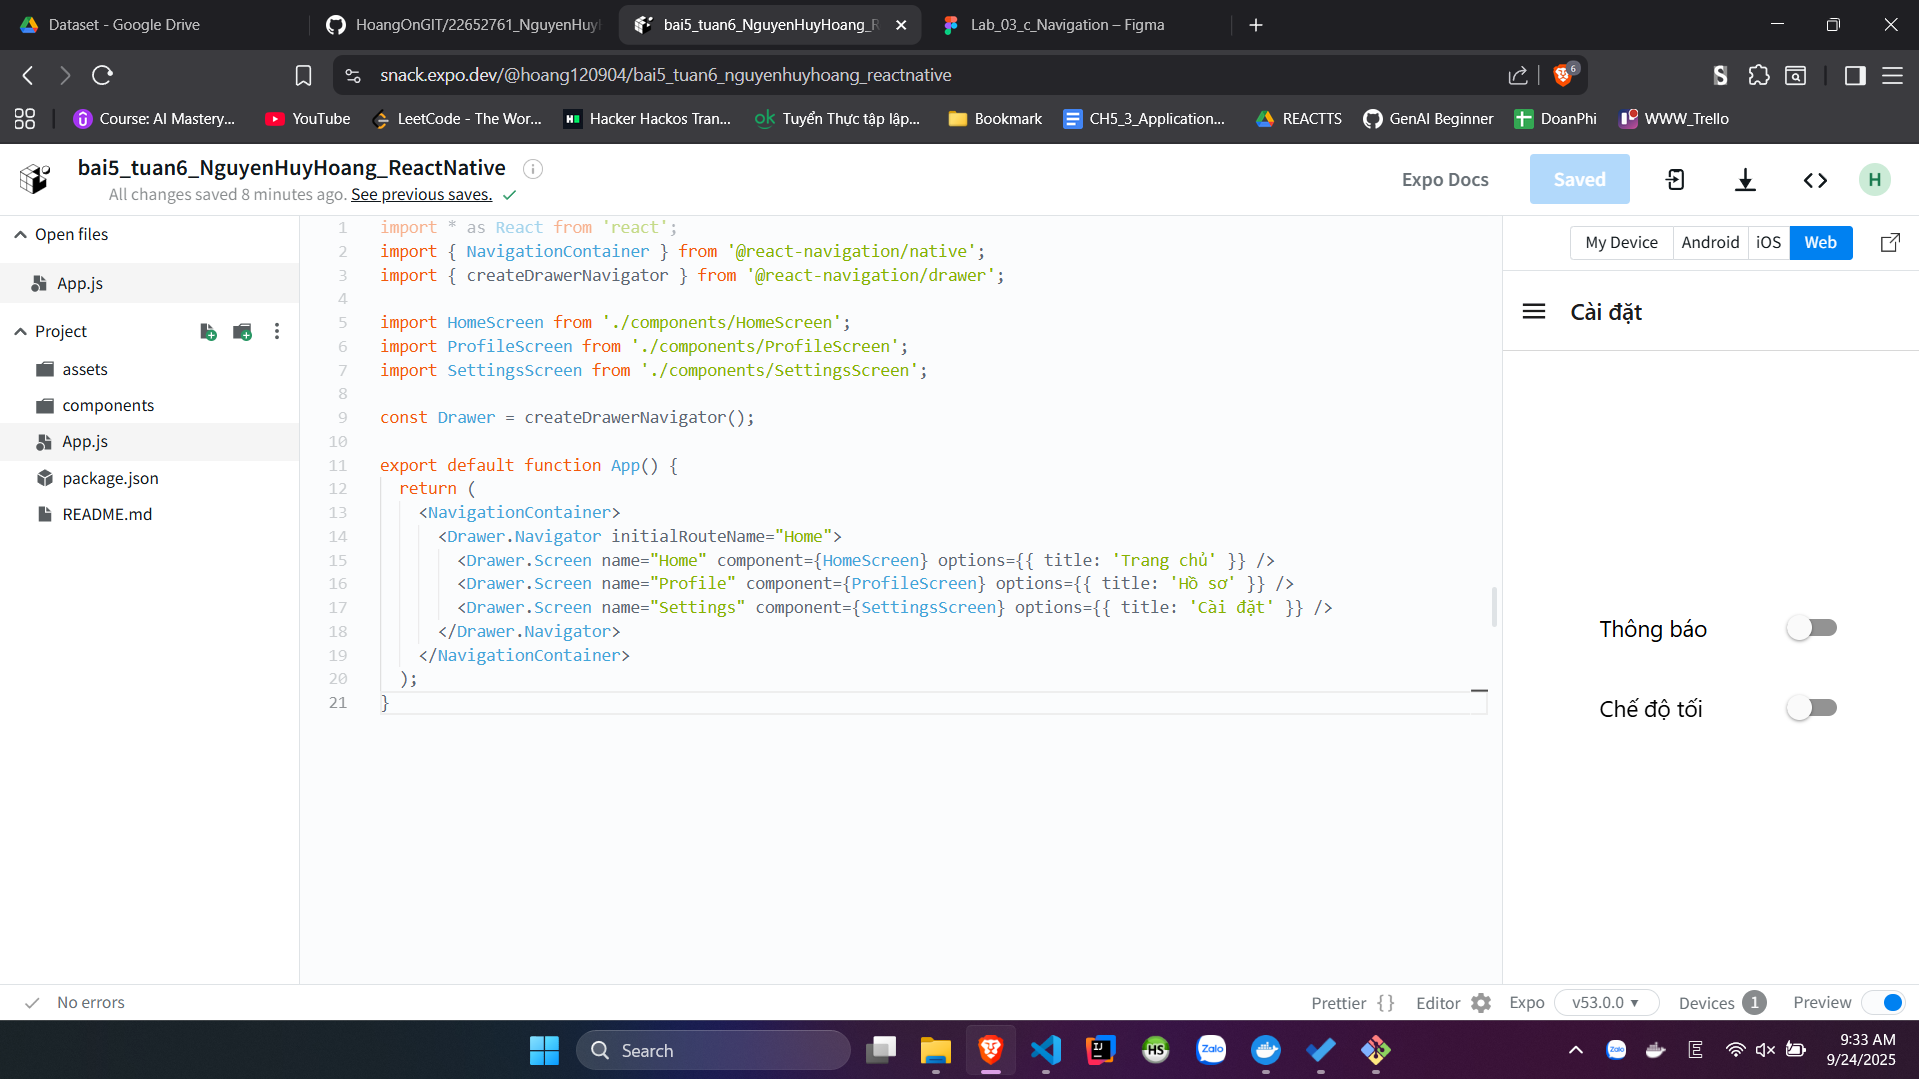 Dataset - Google Drive
HoangOnGIT/22652761_NguyenHuy
bai5_tuan6_NguyenHuyHoang_R
Lab_03_c_Navigation – Figma
snack.expo.dev/@hoang120904/bai5_tuan6_nguyenhuyhoang_reactnative
6
Course: AI Mastery...
YouTube
LeetCode - The Wor...
Hacker Hackos Tran...
Tuyển Thực tập lập...
Bookmark
CH5_3_Application...
REACTTS
GenAI Beginner
DoanPhi
WWW_Trello
bai5_tuan6_NguyenHuyHoang_ReactNative
All changes saved 8 minutes ago. See previous saves.
Expo Docs
Saved
H
Open files
App.js
Project
assets
components
App.js
package.json
README.md
1 import * as React from 'react';
2 import { NavigationContainer } from '@react-navigation/native';
3 import { createDrawerNavigator } from '@react-navigation/drawer';
4
5 import HomeScreen from './components/HomeScreen';
6 import ProfileScreen from './components/ProfileScreen';
7 import SettingsScreen from './components/SettingsScreen';
8
9 const Drawer = createDrawerNavigator();
10
11 export default function App() {
12 return (
13 <NavigationContainer>
14 <Drawer.Navigator initialRouteName="Home">
15 <Drawer.Screen name="Home" component={HomeScreen} options={{ title: 'Trang chủ' }} />
16 <Drawer.Screen name="Profile" component={ProfileScreen} options={{ title: 'Hồ sơ' }} />
17 <Drawer.Screen name="Settings" component={SettingsScreen} options={{ title: 'Cài đặt' }} />
18 </Drawer.Navigator>
19 </NavigationContainer>
20 );
21 }
My Device
Android
iOS
Web
Cài đặt
Thông báo
Chế độ tối
No errors
Prettier {}
Editor
Expo
v53.0.0
Devices 1
Preview
Search
IJ
HS
Zalo
Zalo
E
9:33 AM
9/24/2025